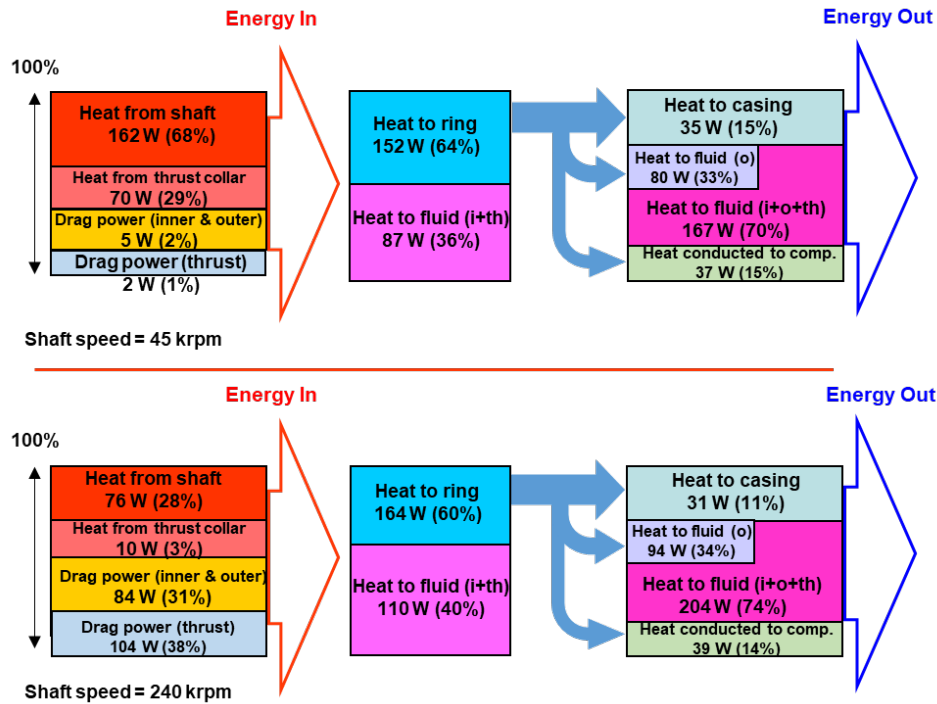 Energy In
Energy Out
100%
Heat from shaft
162 W (68%)
Heat from thrust collar
70 W (29%)
Drag power (inner & outer)
5 W (2%)
Drag power (thrust)
2 W (1%)
Heat to ring
152 W (64%)
Heat to fluid (i+th)
87 W (36%)
Heat to casing
35 W (15%)
Heat to fluid (o)
80 W (33%)
Heat to fluid (i+o+th)
167 W (70%)
Heat conducted to comp.
37 W (15%)
Shaft speed = 45 krpm
Energy In
Energy Out
100%
Heat from shaft
76 W (28%)
Heat from thrust collar
10 W (3%)
Drag power (inner & outer)
84 W (31%)
Drag power (thrust)
104 W (38%)
Heat to ring
164 W (60%)
Heat to fluid (i+th)
110 W (40%)
Heat to casing
31 W (11%)
Heat to fluid (o)
94 W (34%)
Heat to fluid (i+o+th)
204 W (74%)
Heat conducted to comp.
39 W (14%)
Shaft speed = 240 krpm